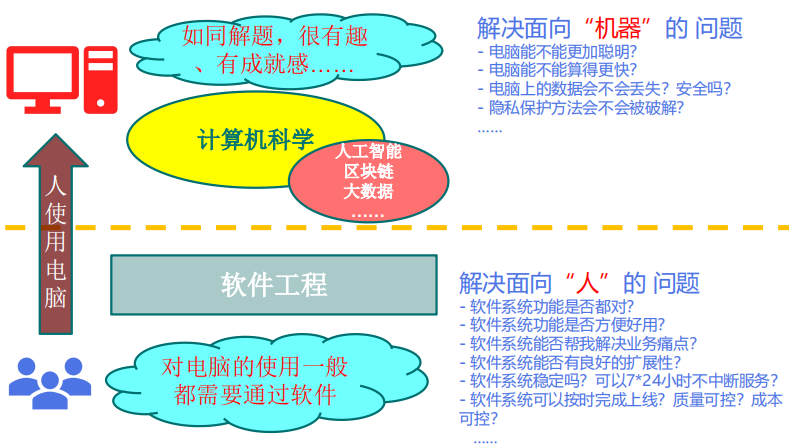 如同解题，很有趣
、有成就感……
解决面向“机器”的 问题
- 电脑能不能更加聪明？
- 电脑能不能算得更快？
- 电脑上的数据会不会丢失？安全吗？
- 隐私保护方法会不会被破解？
……
计算机科学
人工智能
区块链
大数据
……
人使用电脑
软件工程
解决面向“人”的 问题
- 软件系统功能是否都对？
- 软件系统功能是否方便好用？
- 软件系统能否帮我解决业务痛点？
- 软件系统能否有良好的扩展性？
- 软件系统稳定吗？可以7*24小时不中断服务？
- 软件系统可以按时完成上线？质量可控？成本
可控？
……
对电脑的使用一般
都需要通过软件